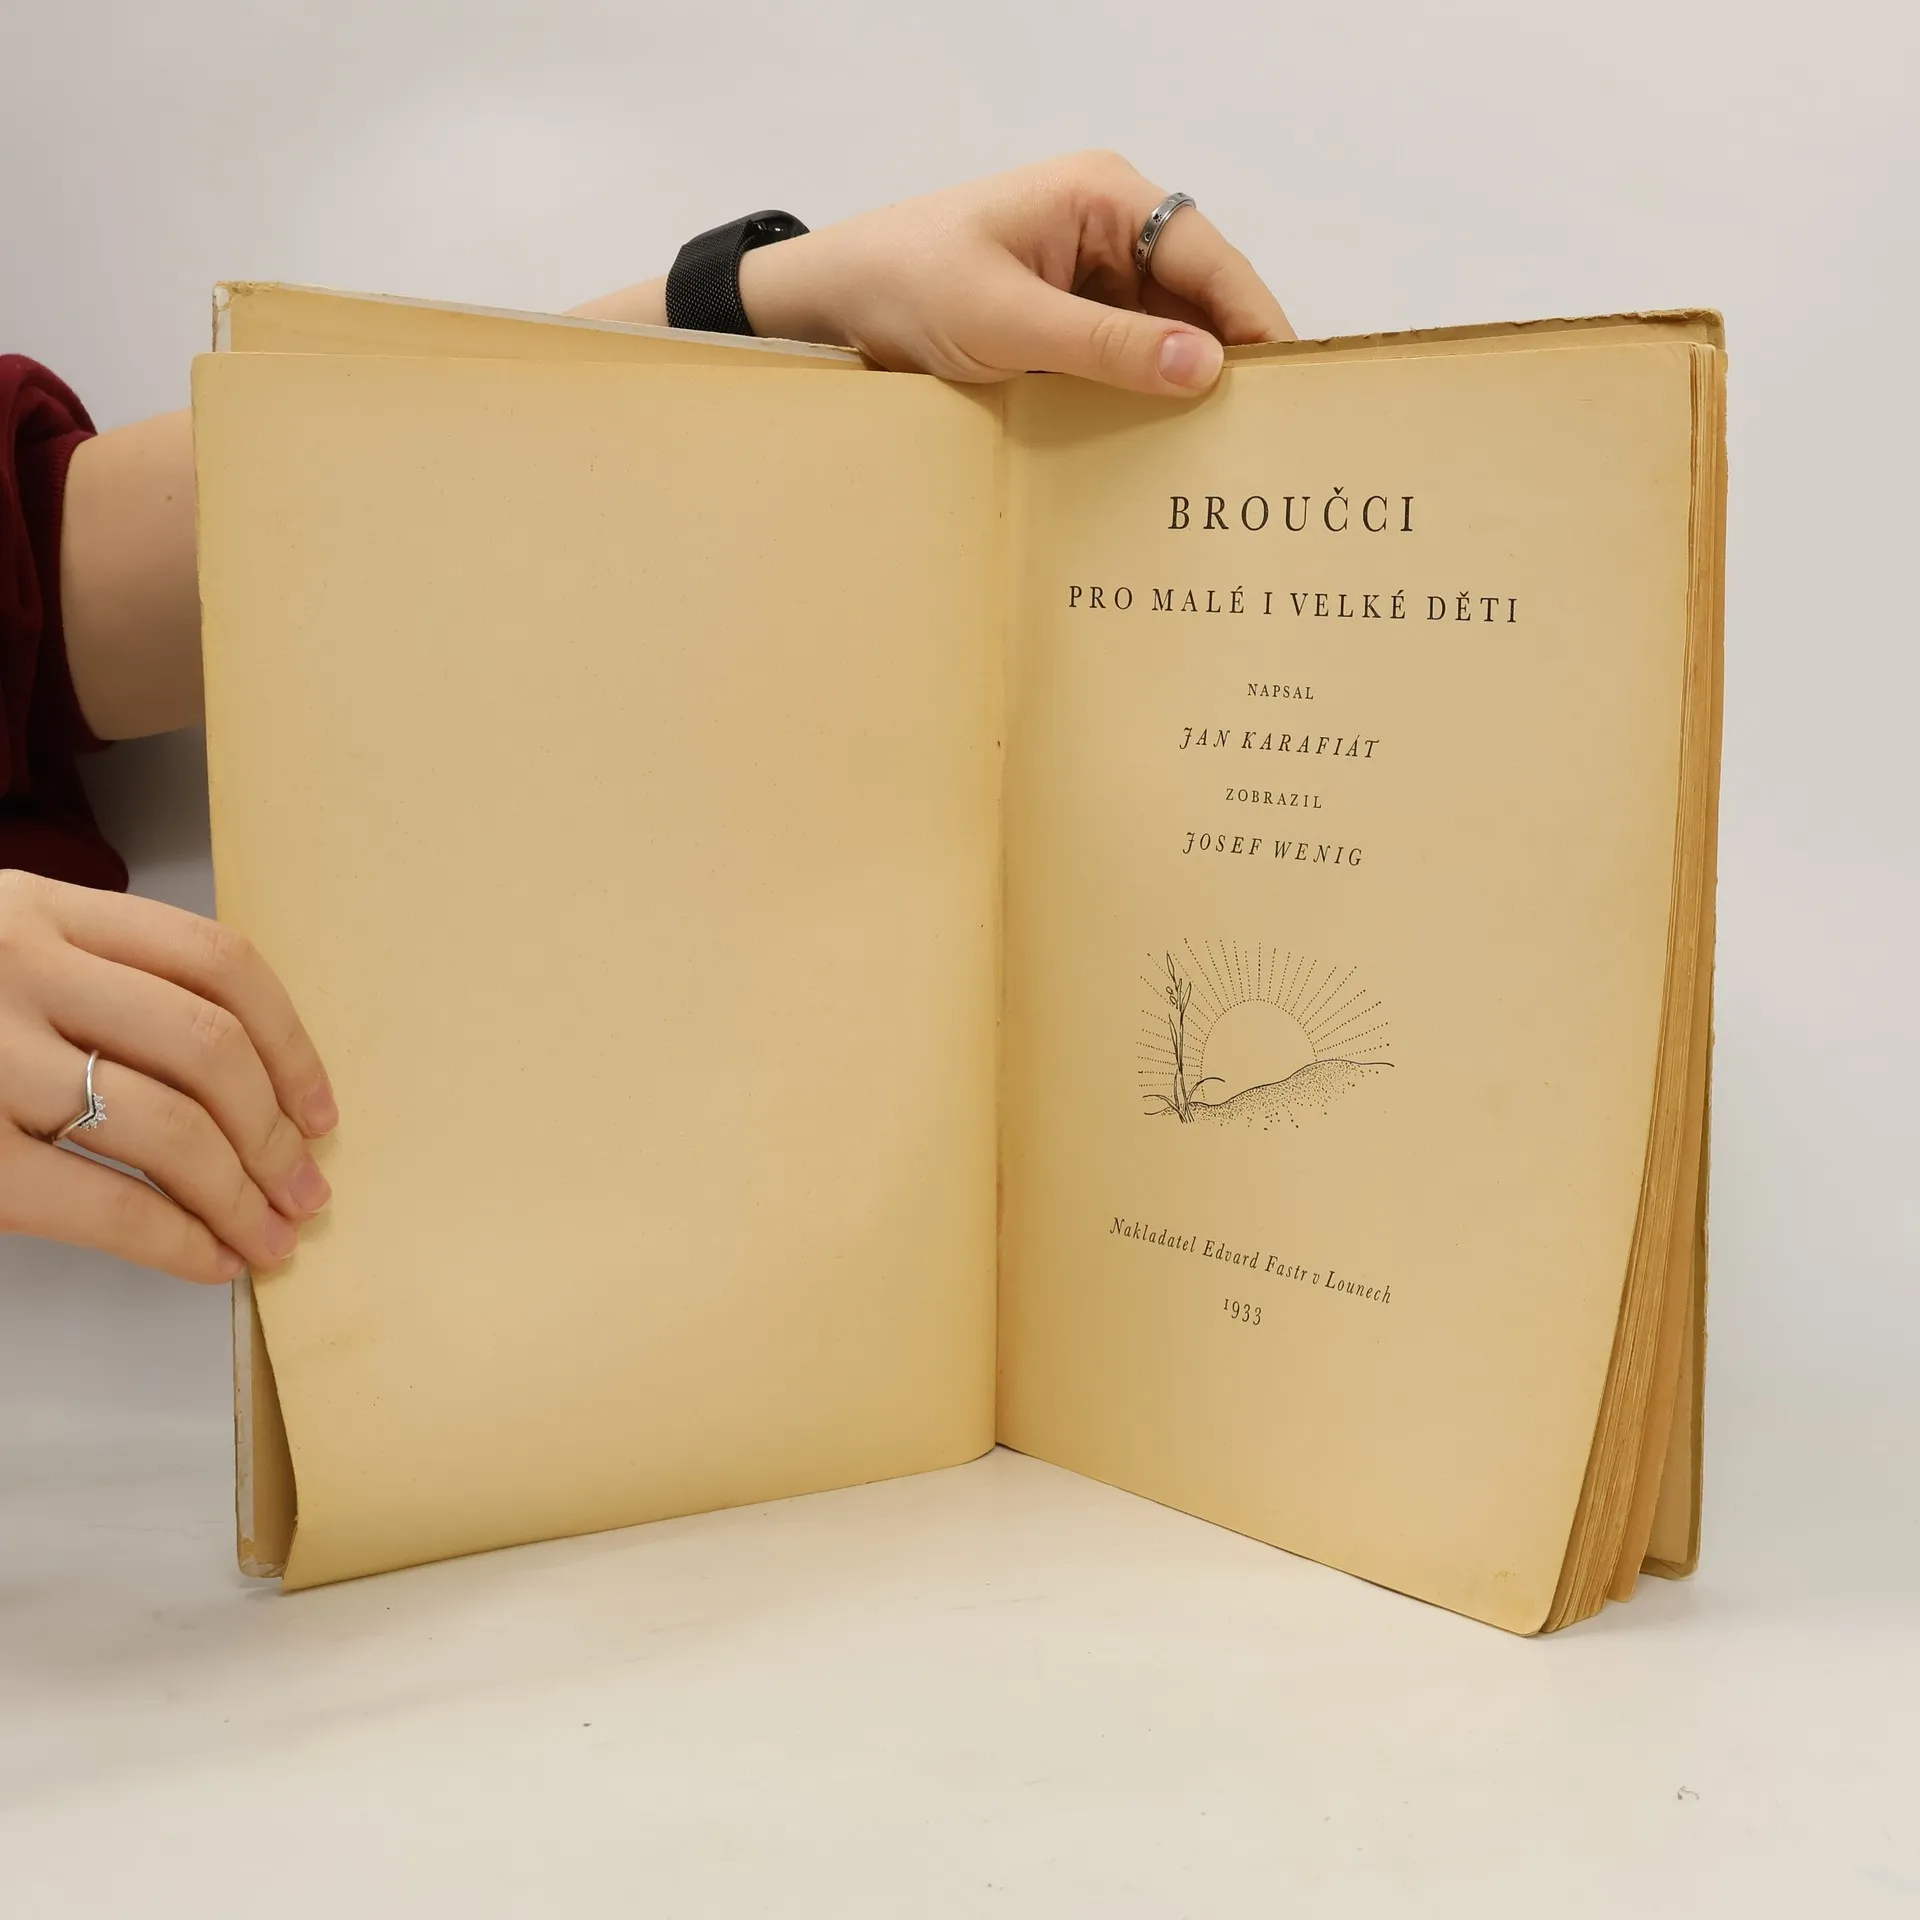 BROUČCI
PRO MALÉ I VELKÉ DĚTI
NAPSAL
JAN KARAFIÁT
ZOBRAZIL
JOSEF WENIG
Nakladatel Edvard Fastr v Lounech
1933